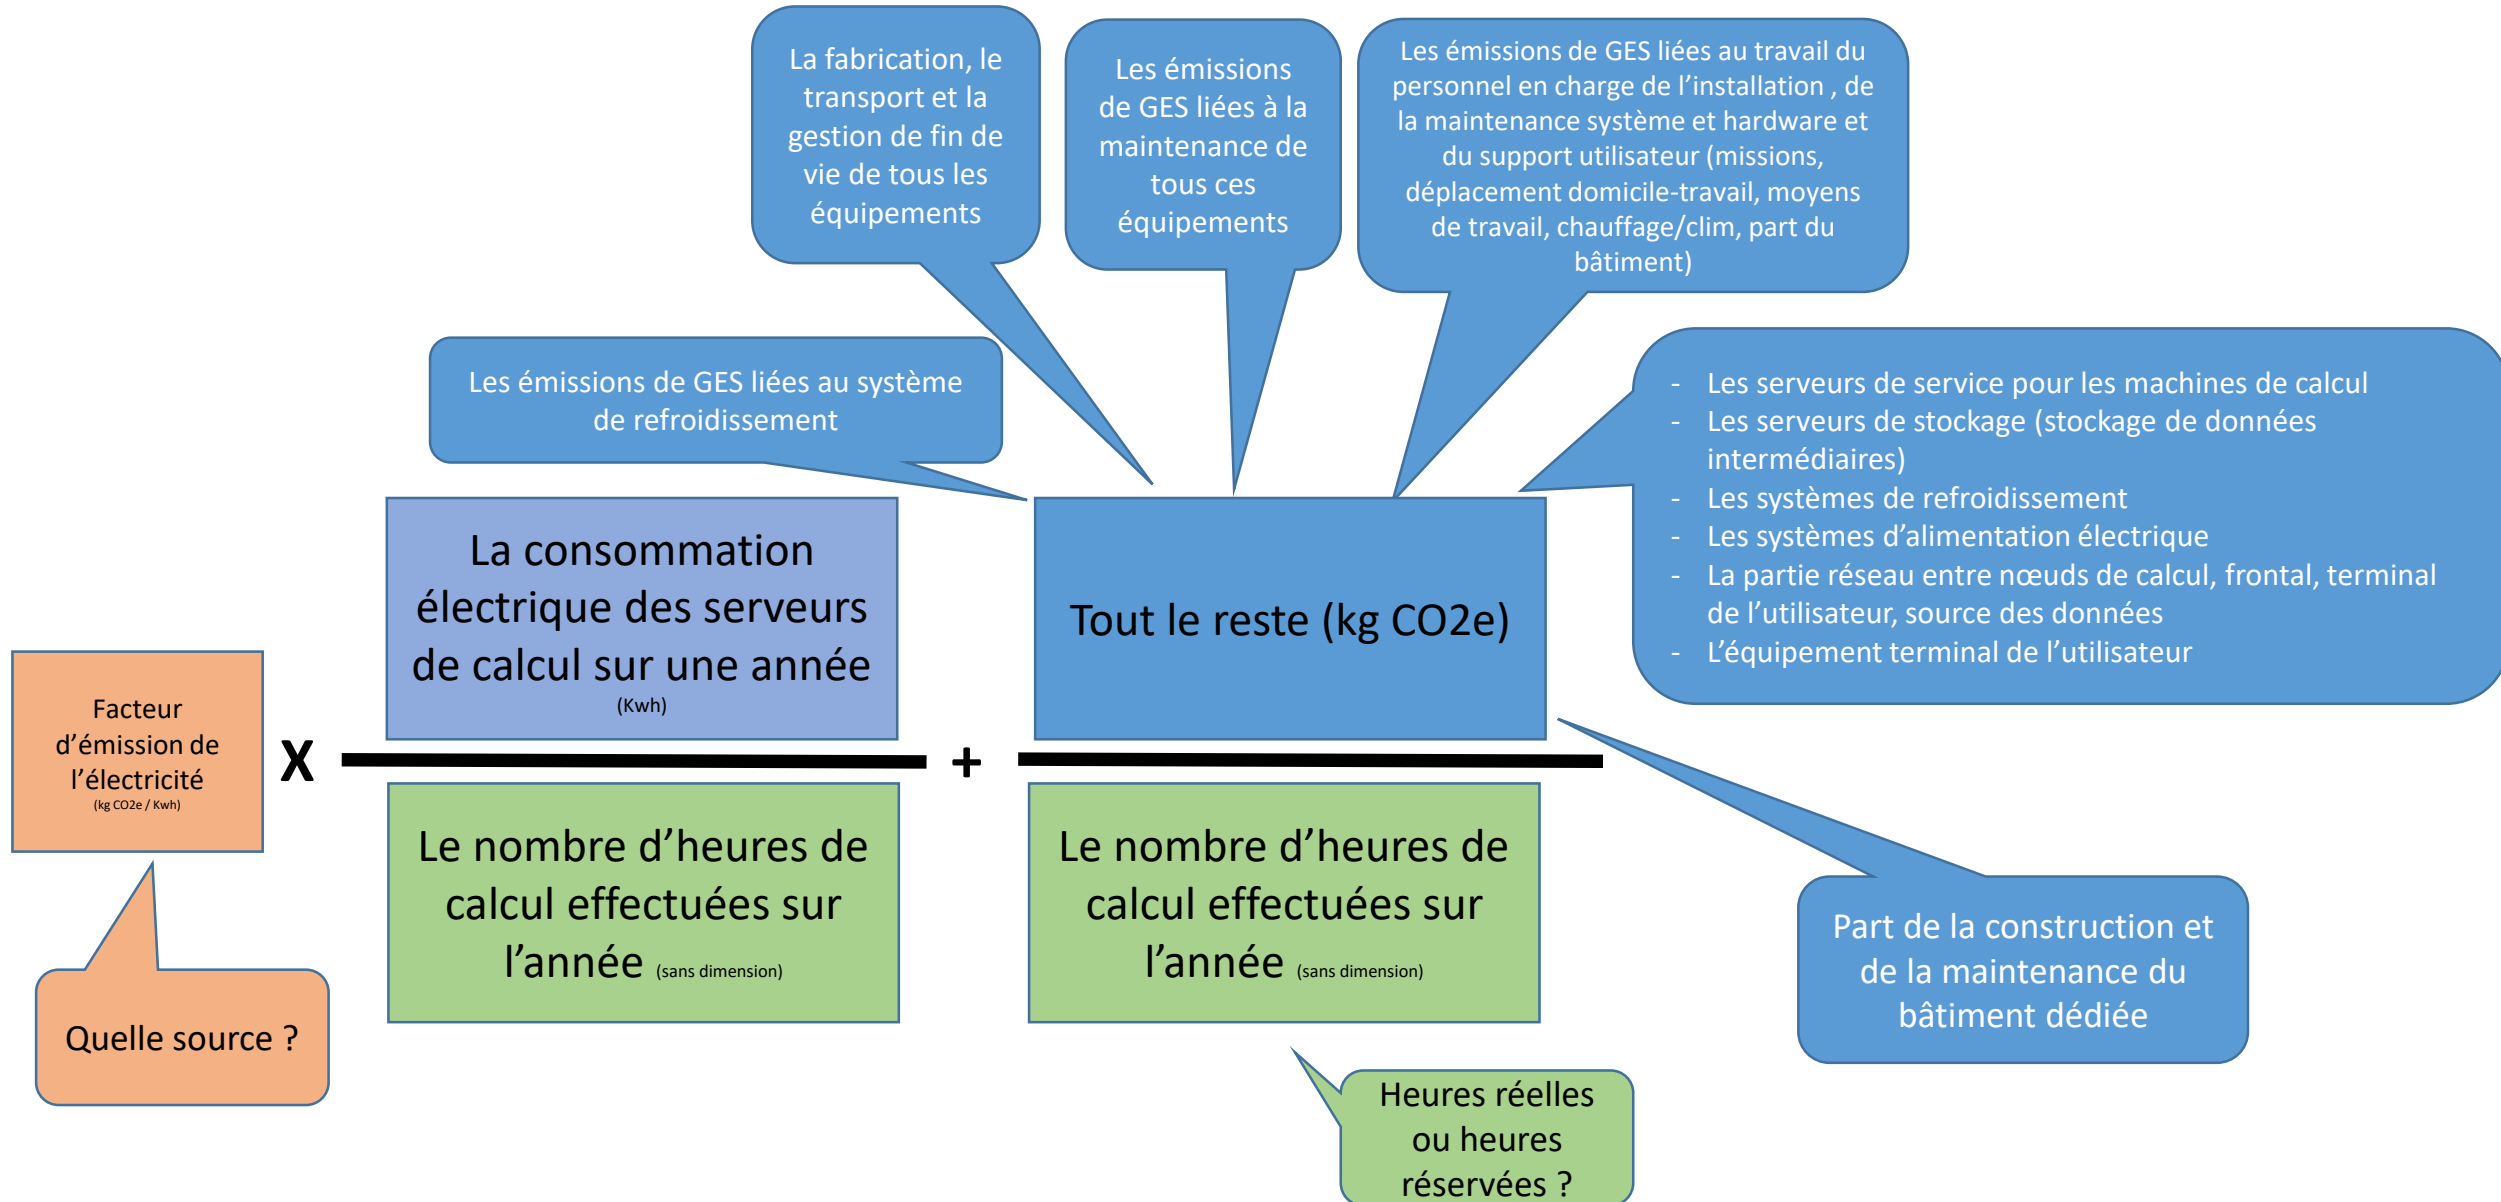 La fabrication, le
transport et la
gestion de fin de
vie de tous les
équipements
Les émissions
de GES liées à la
maintenance de
tous ces
équipements
Les émissions de GES liées au travail du
personnel en charge de l’installation , de
la maintenance système et hardware et
du support utilisateur (missions,
déplacement domicile-travail, moyens
de travail, chauffage/clim, part du
bâtiment)
Les émissions de GES liées au système
de refroidissement
- Les serveurs de service pour les machines de calcul
- Les serveurs de stockage (stockage de données
intermédiaires)
- Les systèmes de refroidissement
- Les systèmes d’alimentation électrique
- La partie réseau entre nœuds de calcul, frontal, terminal
de l’utilisateur, source des données
- L’équipement terminal de l’utilisateur
Facteur
d’émission de
l’électricité
(kg CO2e / Kwh)
X
La consommation
électrique des serveurs
de calcul sur une année
(Kwh)
Le nombre d’heures de
calcul effectuées sur
l’année (sans dimension)
+
Tout le reste (kg CO2e)
Le nombre d’heures de
calcul effectuées sur
l’année (sans dimension)
Quelle source ?
Part de la construction et
de la maintenance du
bâtiment dédiée
Heures réelles
ou heures
réservées ?